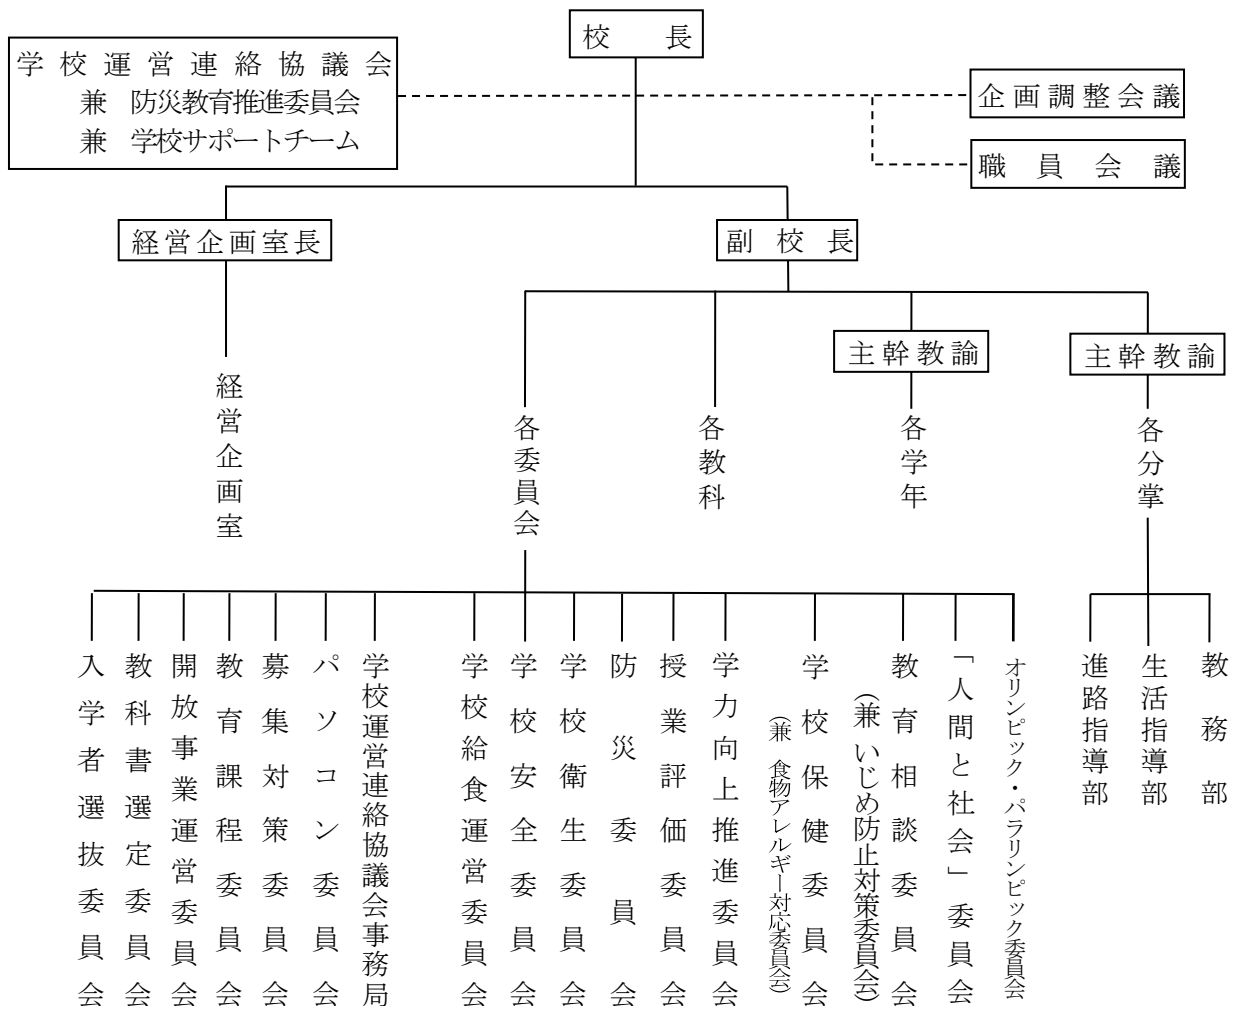 校長
学校運営連絡協議会
兼 防災教育推進委員会
兼 学校サポートチーム
企画調整会議
職員会議
経営企画室長
副校長
主幹教諭
主幹教諭
経営企画室
各委員会
各教科
各学年
各分掌
入学者選抜委員会
教科書選定委員会
開放事業運営委員会
教育課程委員会
募集対策委員会
パソコン委員会
学校運営連絡協議会事務局
学校給食運営委員会
学校安全委員会
学校衛生委員会
防災委員会
授業評価委員会
学力向上推進委員会
学校保健委員会
(兼 食物アレルギー対応委員会)
教育相談委員会
(兼 いじめ防止対策委員会)
「人間と社会」委員会
オリンピック・パラリンピック委員会
進路指導部
生活指導部
教務部